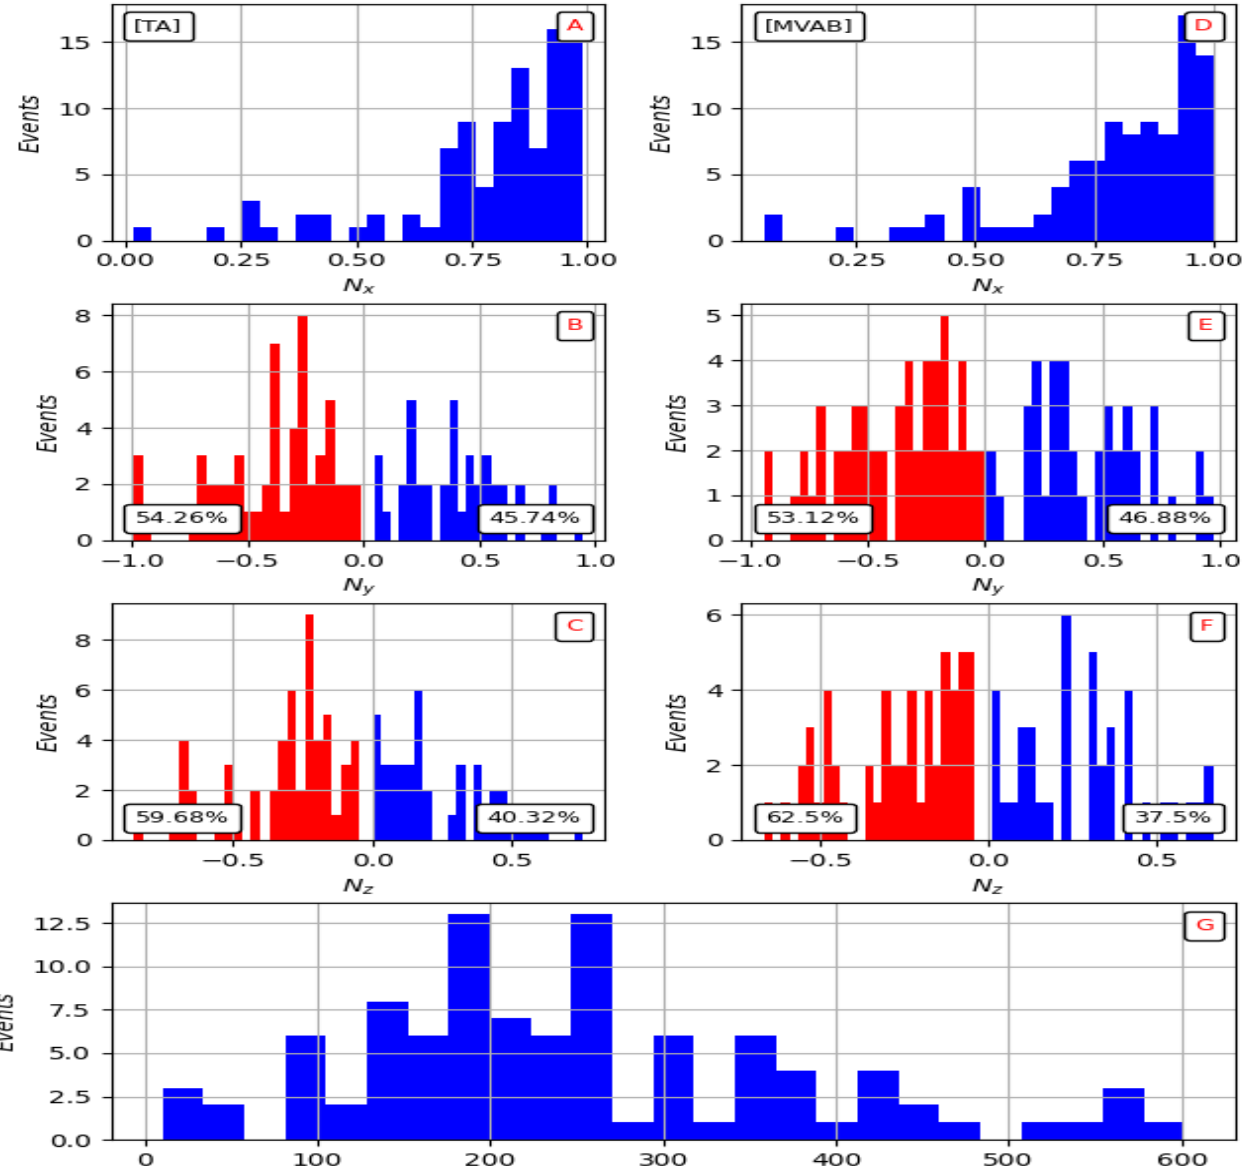 [TA] A
15
10
5
0
Events
0.00 0.25 0.50 0.75 1.00
Nx
[MVAB] D
15
10
5
0
Events
0.25 0.50 0.75 1.00
Nx
B
8
6
4
2
0
Events
54.26% 45.74%
−1.0 −0.5 0.0 0.5 1.0
Ny
E
5
4
3
2
1
0
Events
53.12% 46.88%
−1.0 −0.5 0.0 0.5 1.0
Ny
C
8
6
4
2
0
Events
59.68% 40.32%
−0.5 0.0 0.5
Nz
F
6
4
2
0
Events
62.5% 37.5%
−0.5 0.0 0.5
Nz
G
12.5
10.0
7.5
5.0
2.5
0.0
Events
0 100 200 300 400 500 600